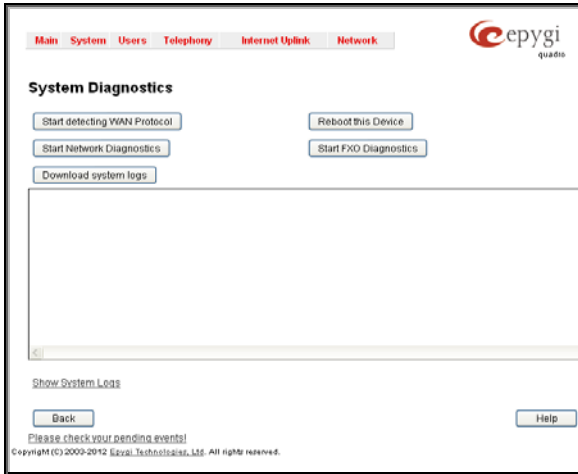 Main System Users Telephony Internet Uplink Network
epygi
quadro
System Diagnostics
Start detecting WAN Protocol Reboot this Device
Start Network Diagnostics Start FXO Diagnostics
Download system logs
Show System Logs
Back Help
Please check your pending events!
Copyright (C) 2003-2012 Epygi Technologies, Ltd. All rights reserved.